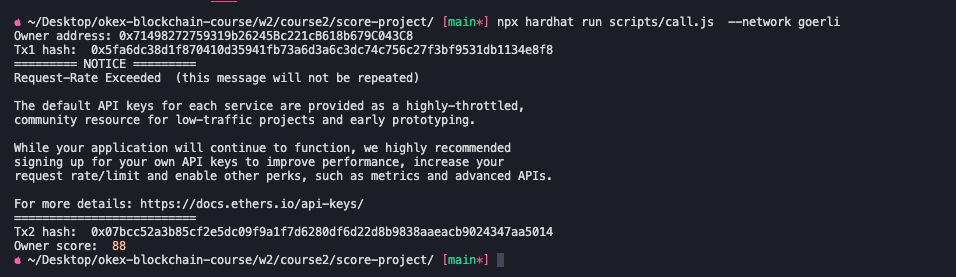 ~/Desktop/okex-blockchain-course/w2/course2/score-project/ [main*] npx hardhat run scripts/call.js --network goerli
Owner address: 0x71498272759319b26245Bc221cB618b679C043C8
Tx1 hash:  0x5fa6dc38d1f870410d35941fb73a6d3a6c3dc74c756c27f3bf9531db1134e8f8
========= NOTICE =========
Request-Rate Exceeded  (this message will not be repeated)
The default API keys for each service are provided as a highly-throttled,
community resource for low-traffic projects and early prototyping.
While your application will continue to function, we highly recommended
signing up for your own API keys to improve performance, increase your
request rate/limit and enable other perks, such as metrics and advanced APIs.
For more details: https://docs.ethers.io/api-keys/
==========================
Tx2 hash:  0x07bcc52a3b85cf2e5dc09f9a1f7d6280df6d22d8b9838aaeacb9024347aa5014
Owner score:  88
~/Desktop/okex-blockchain-course/w2/course2/score-project/ [main*]